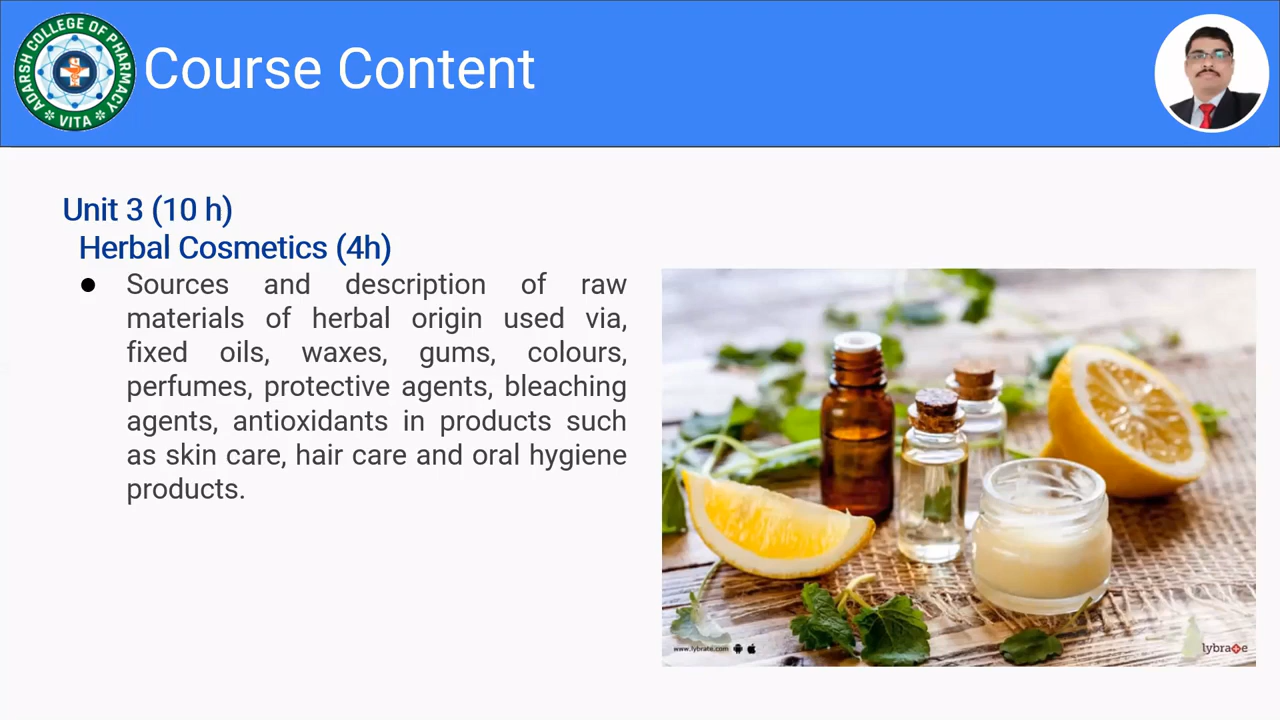 ADARSH COLLEGE OF PHARMACY
VITA
Course Content
Unit 3 (10 h)
Herbal Cosmetics (4h)
● Sources and description of raw
materials of herbal origin used via,
fixed oils, waxes, gums, colours,
perfumes, protective agents, bleaching
agents, antioxidants in products such
as skin care, hair care and oral hygiene
products.
www.lybrate.com
lybrate